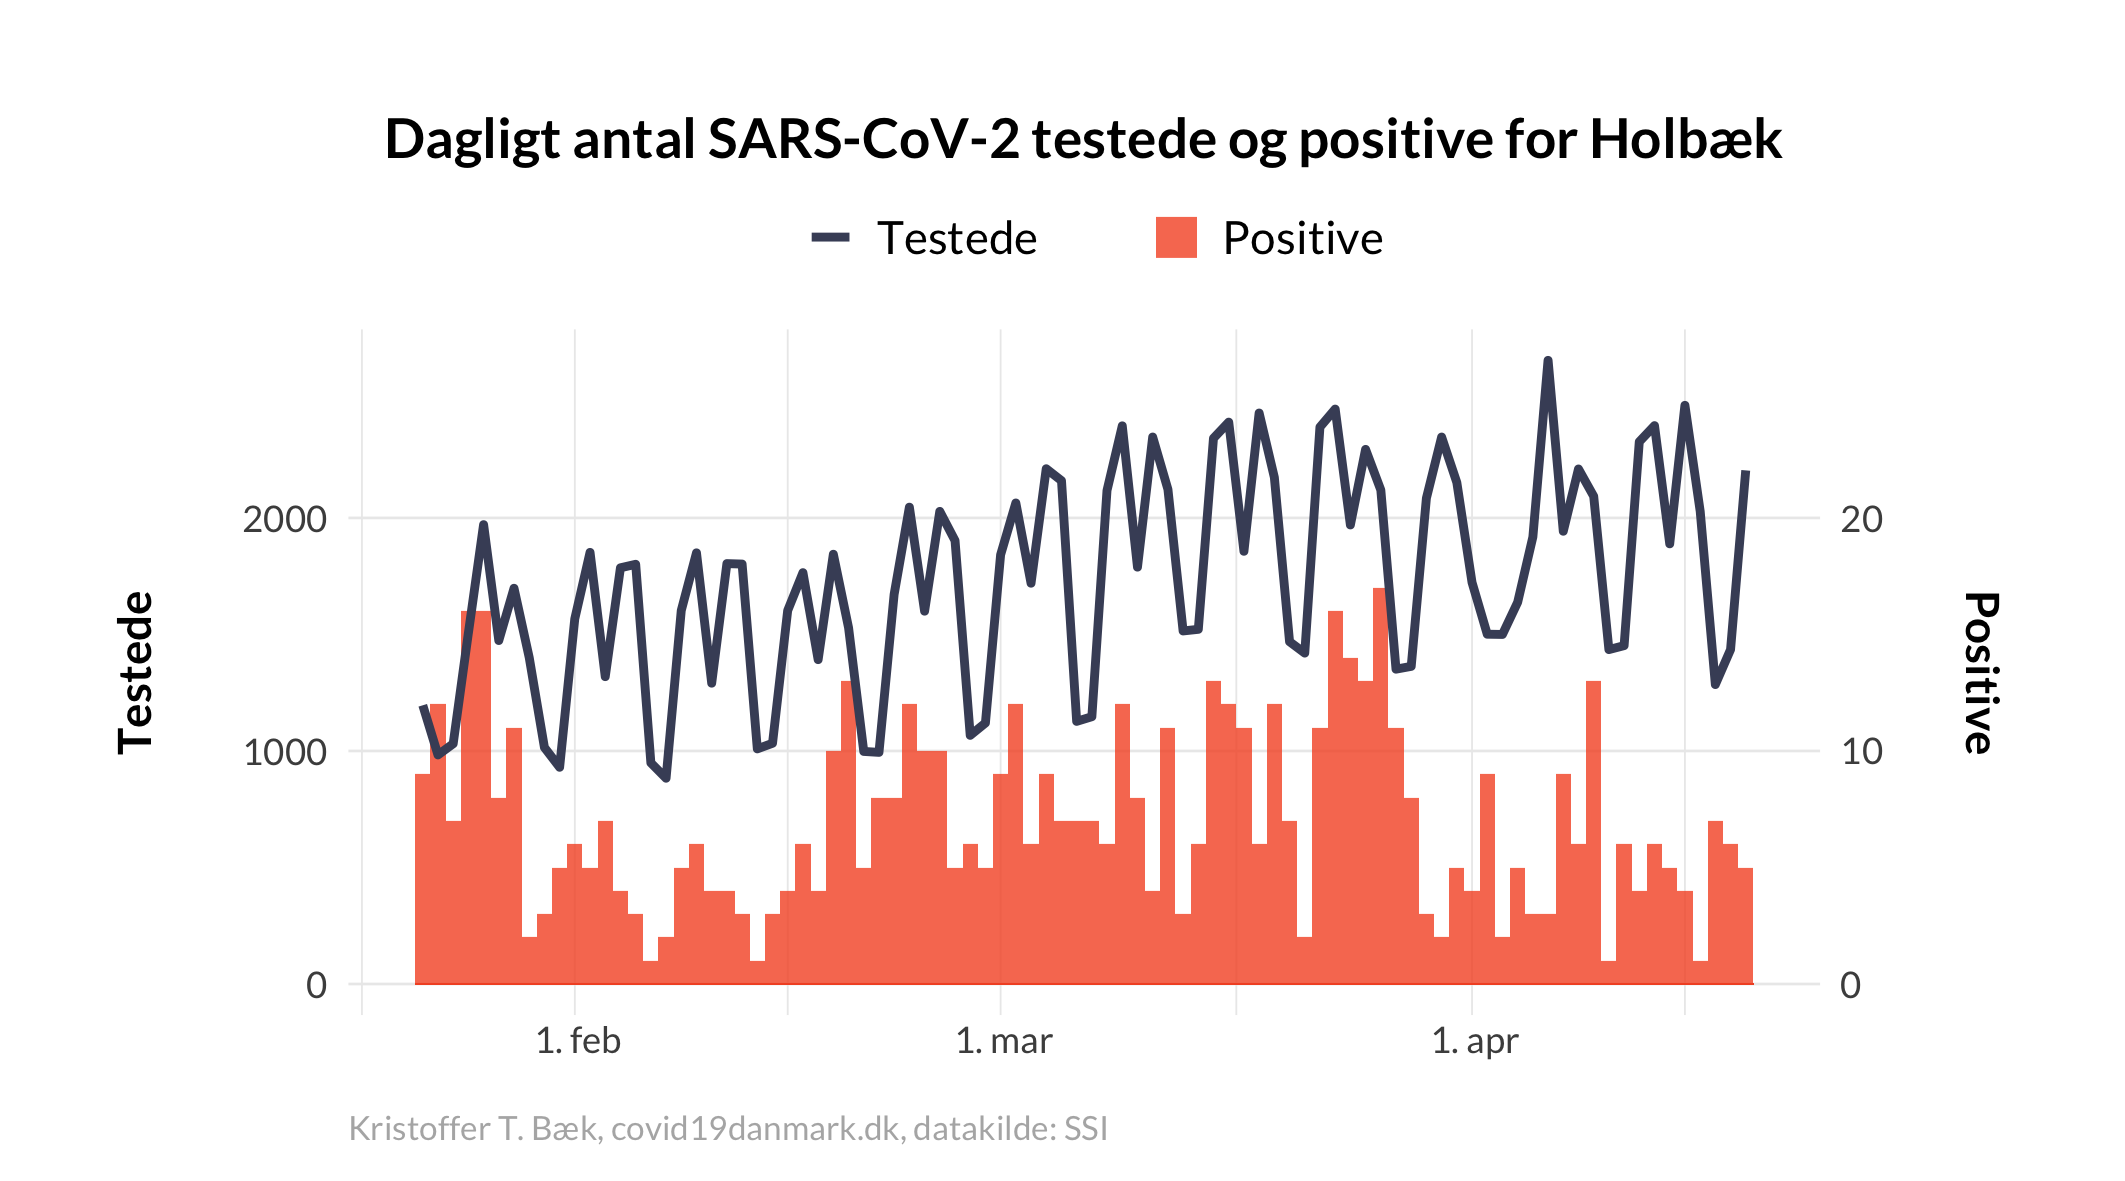 Dagligt antal SARS-CoV-2 testede og positive for Holbæk
Testede
Positive
Testede
2000
1000
0
20
10
0
Positive
1. feb
1. mar
1. apr
Kristoffer T. Bæk, covid19danmark.dk, datakilde: SSI